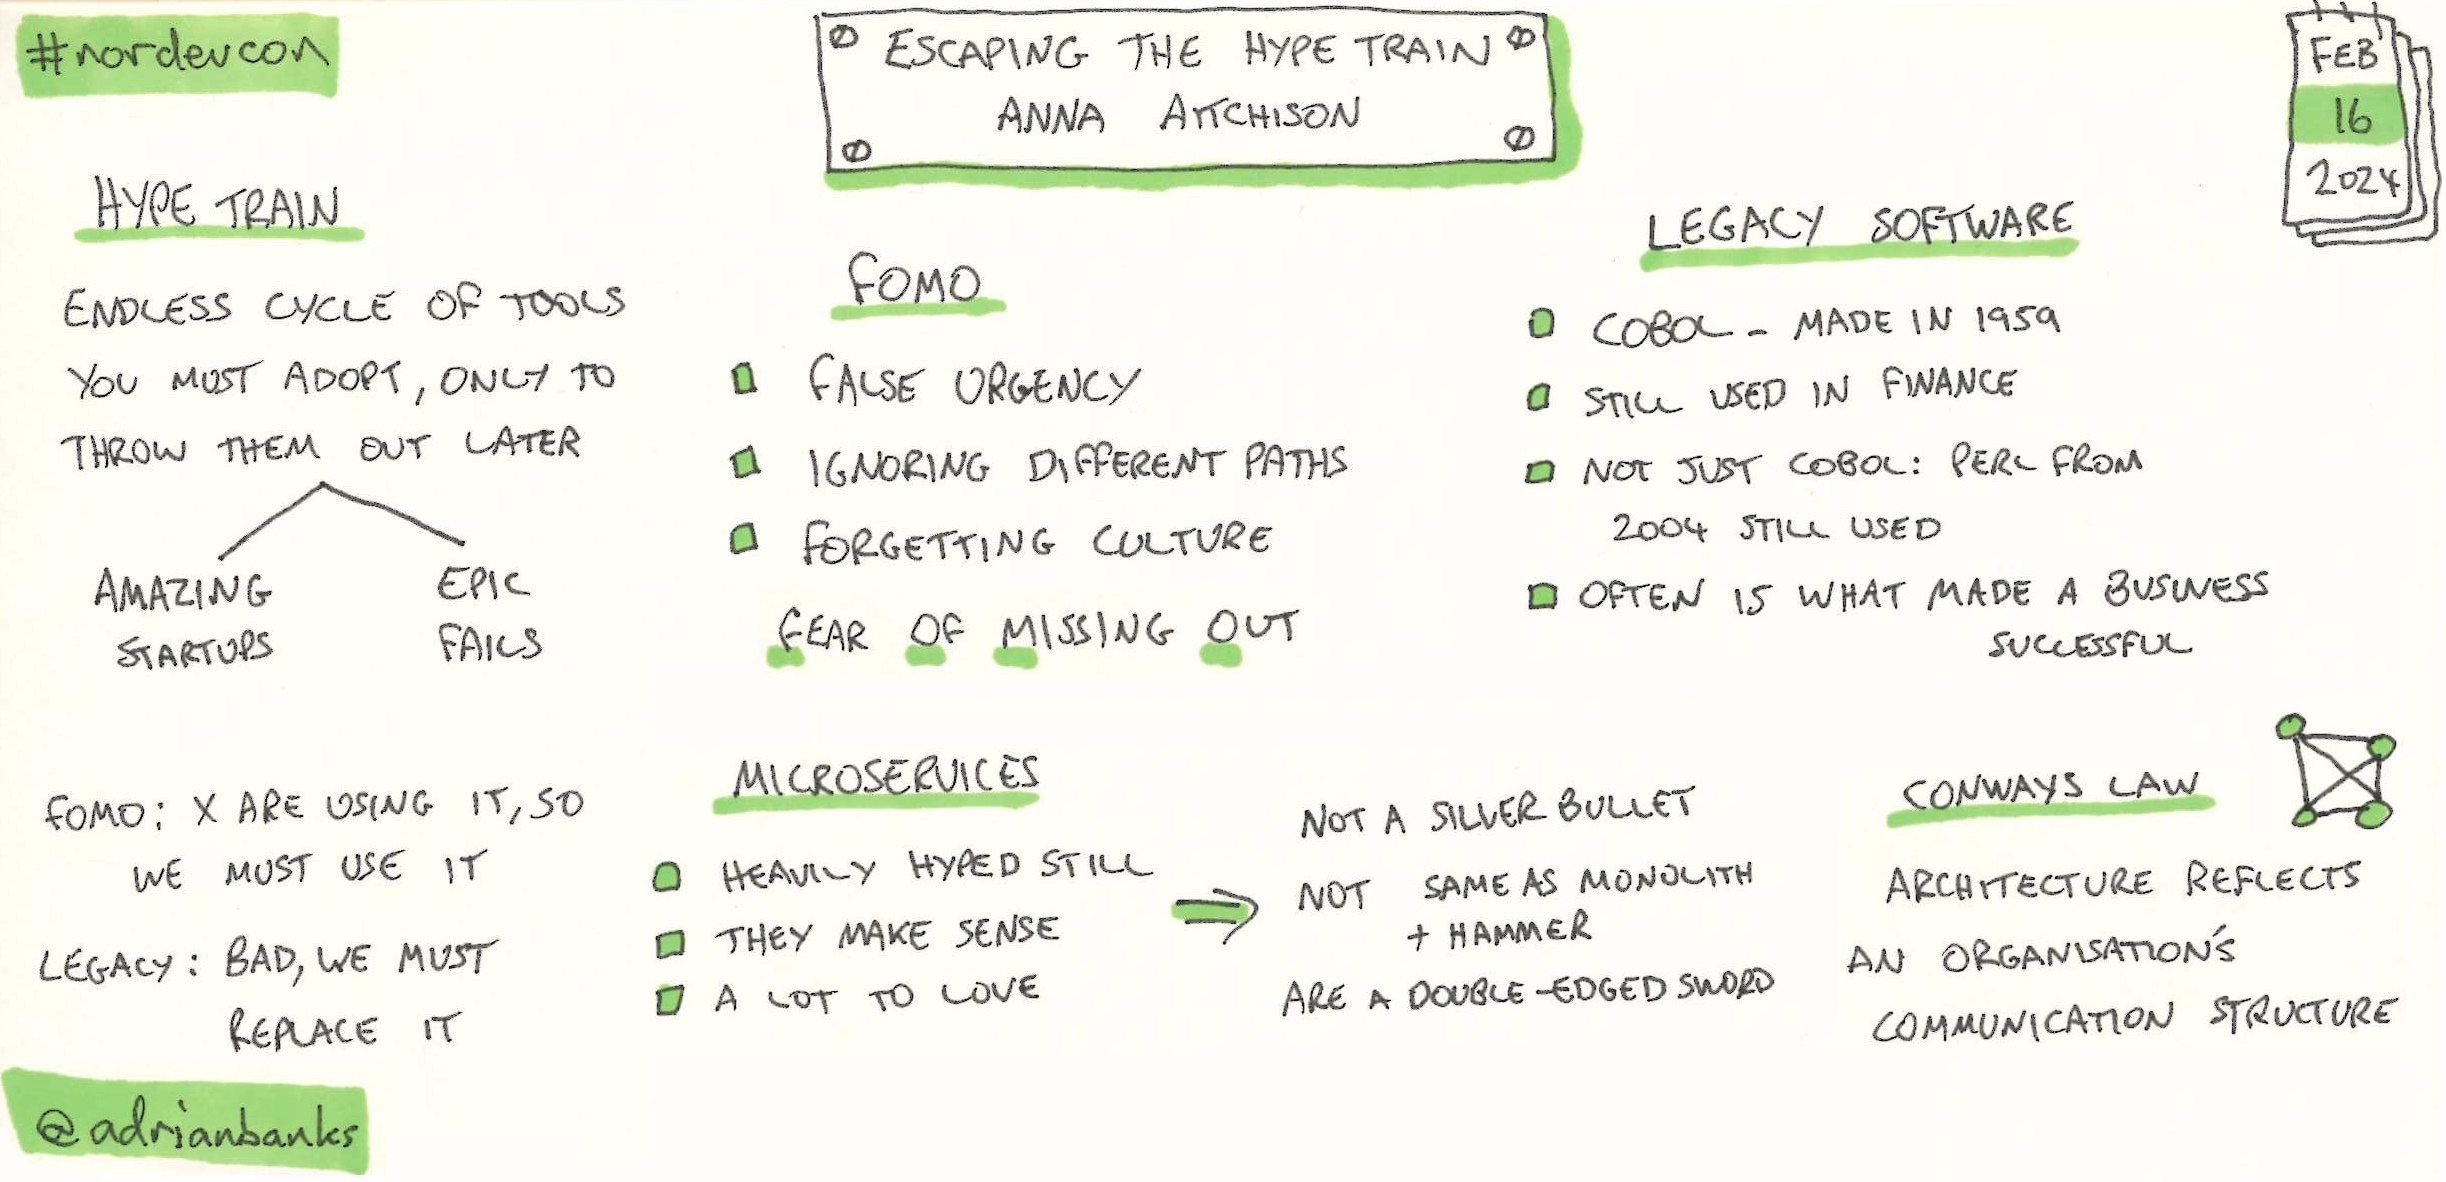 #nordevcon
ESCAPING THE HYPE TRAIN
ANNA AITCHISON
FEB
16
2024
HYPE TRAIN
ENDLESS CYCLE OF TOOLS
YOU MUST ADOPT, ONLY TO
THROW THEM OUT LATER
AMAZING
STARTUPS
EPIC
FAILS
FOMO
FALSE URGENCY
IGNORING DIFFERENT PATHS
FORGETTING CULTURE
FEAR OF MISSING OUT
LEGACY SOFTWARE
COBOL - MADE IN 1959
STILL USED IN FINANCE
NOT JUST COBOL: PERL FROM
2004 STILL USED
OFTEN IS WHAT MADE A BUSINESS
SUCCESSFUL
FOMO: X ARE USING IT, SO
WE MUST USE IT
LEGACY: BAD, WE MUST
REPLACE IT
MICROSERVICES
HEAVILY HYPED STILL
THEY MAKE SENSE
A LOT TO LOVE
NOT A SILVER BULLET
NOT SAME AS MONOLITH
+ HAMMER
ARE A DOUBLE-EDGED SWORD
CONWAYS LAW
ARCHITECTURE REFLECTS
AN ORGANISATION'S
COMMUNICATION STRUCTURE
@adrianbanks